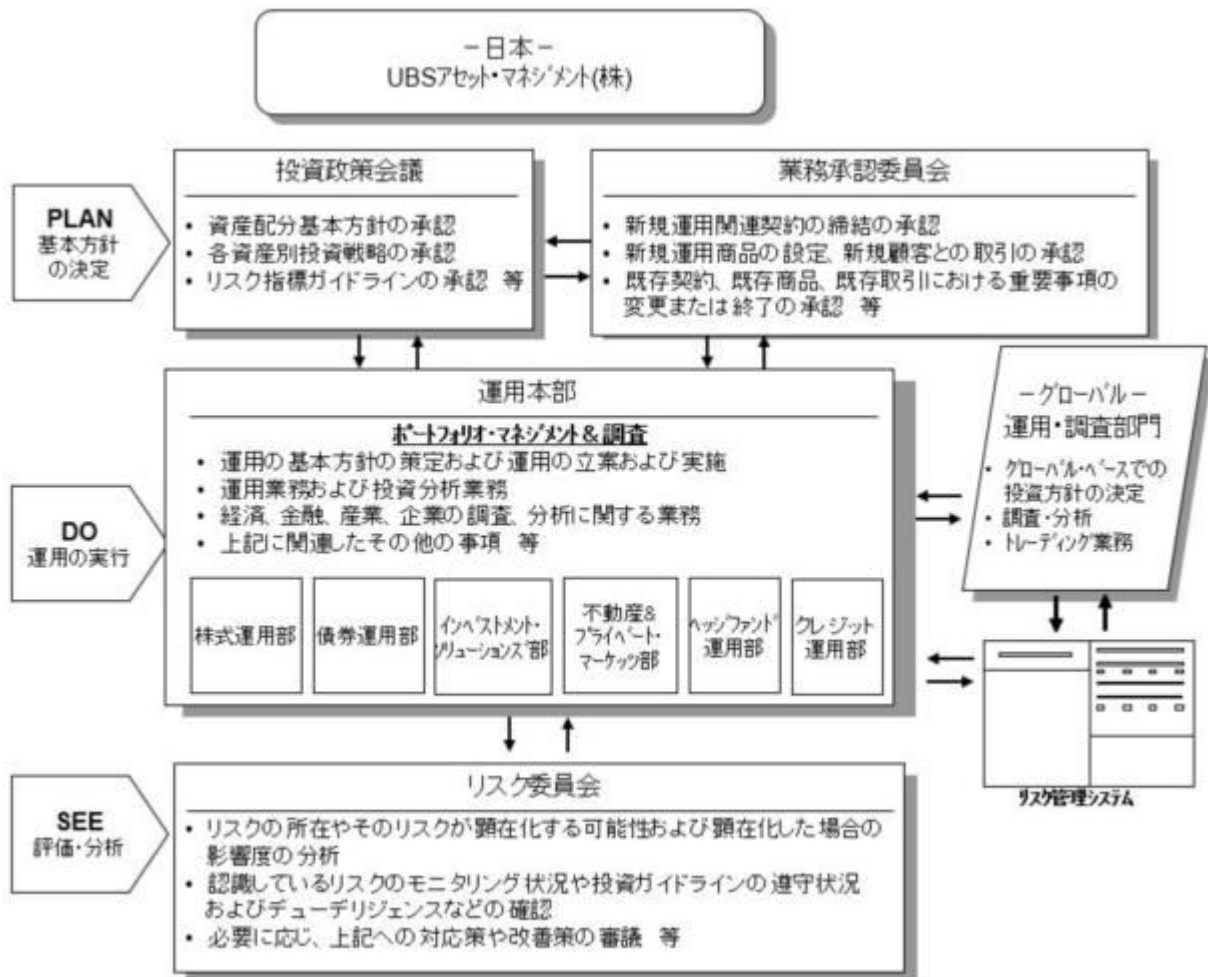 －日本－
UBSアセット・マネジメント(株)
PLAN
基本方針
の決定
投資政策会議
• 資産配分基本方針の承認
• 各資産別投資戦略の承認
• リスク指標ガイドラインの承認 等
業務承認委員会
• 新規運用関連契約の締結の承認
• 新規運用商品の設定、新規顧客との取引の承認
• 既存契約、既存商品、既存取引における重要事項の
変更または終了の承認 等
DO
運用の実行
運用本部
ポートフォリオ・マネジメント&調査
• 運用の基本方針の策定および運用の立案および実施
• 運用業務および投資分析業務
• 経済、金融、産業、企業の調査、分析に関する業務
• 上記に関連したその他の事項 等
株式運用部
債券運用部
インベストメント・
ソリューションズ部
不動産&
プライベート・
マーケッツ部
ヘッジファンド
運用部
クレジット
運用部
－グローバル－
運用・調査部門
• グローバル・ベースでの
投資方針の決定
• 調査・分析
• トレーディング業務
リスク管理システム
SEE
評価・分析
リスク委員会
• リスクの所在やそのリスクが顕在化する可能性および顕在化した場合の
影響度の分析
• 認識しているリスクのモニタリング状況や投資ガイドラインの遵守状況
およびデューデリジェンスなどの確認
• 必要に応じ、上記への対応策や改善策の審議 等